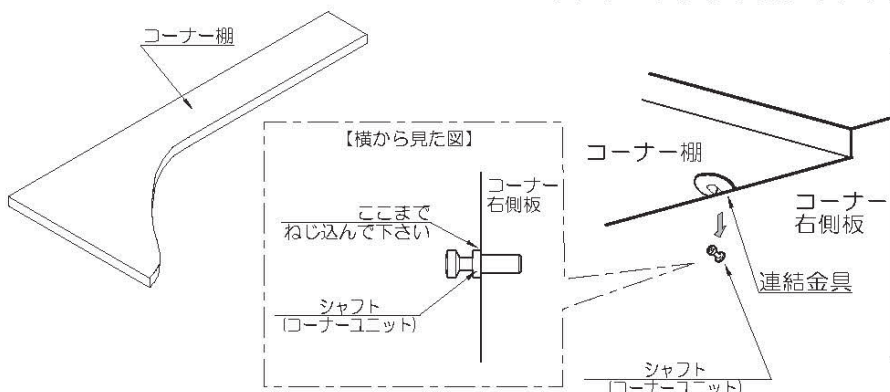 コーナー棚
【横から見た図】
コーナー
右側板
ここまで
ねじ込んで下さい
シャフト
(コーナーユニット)
コーナー棚
コーナー
右側板
連結金具
シャフト
(コーナーユニット)